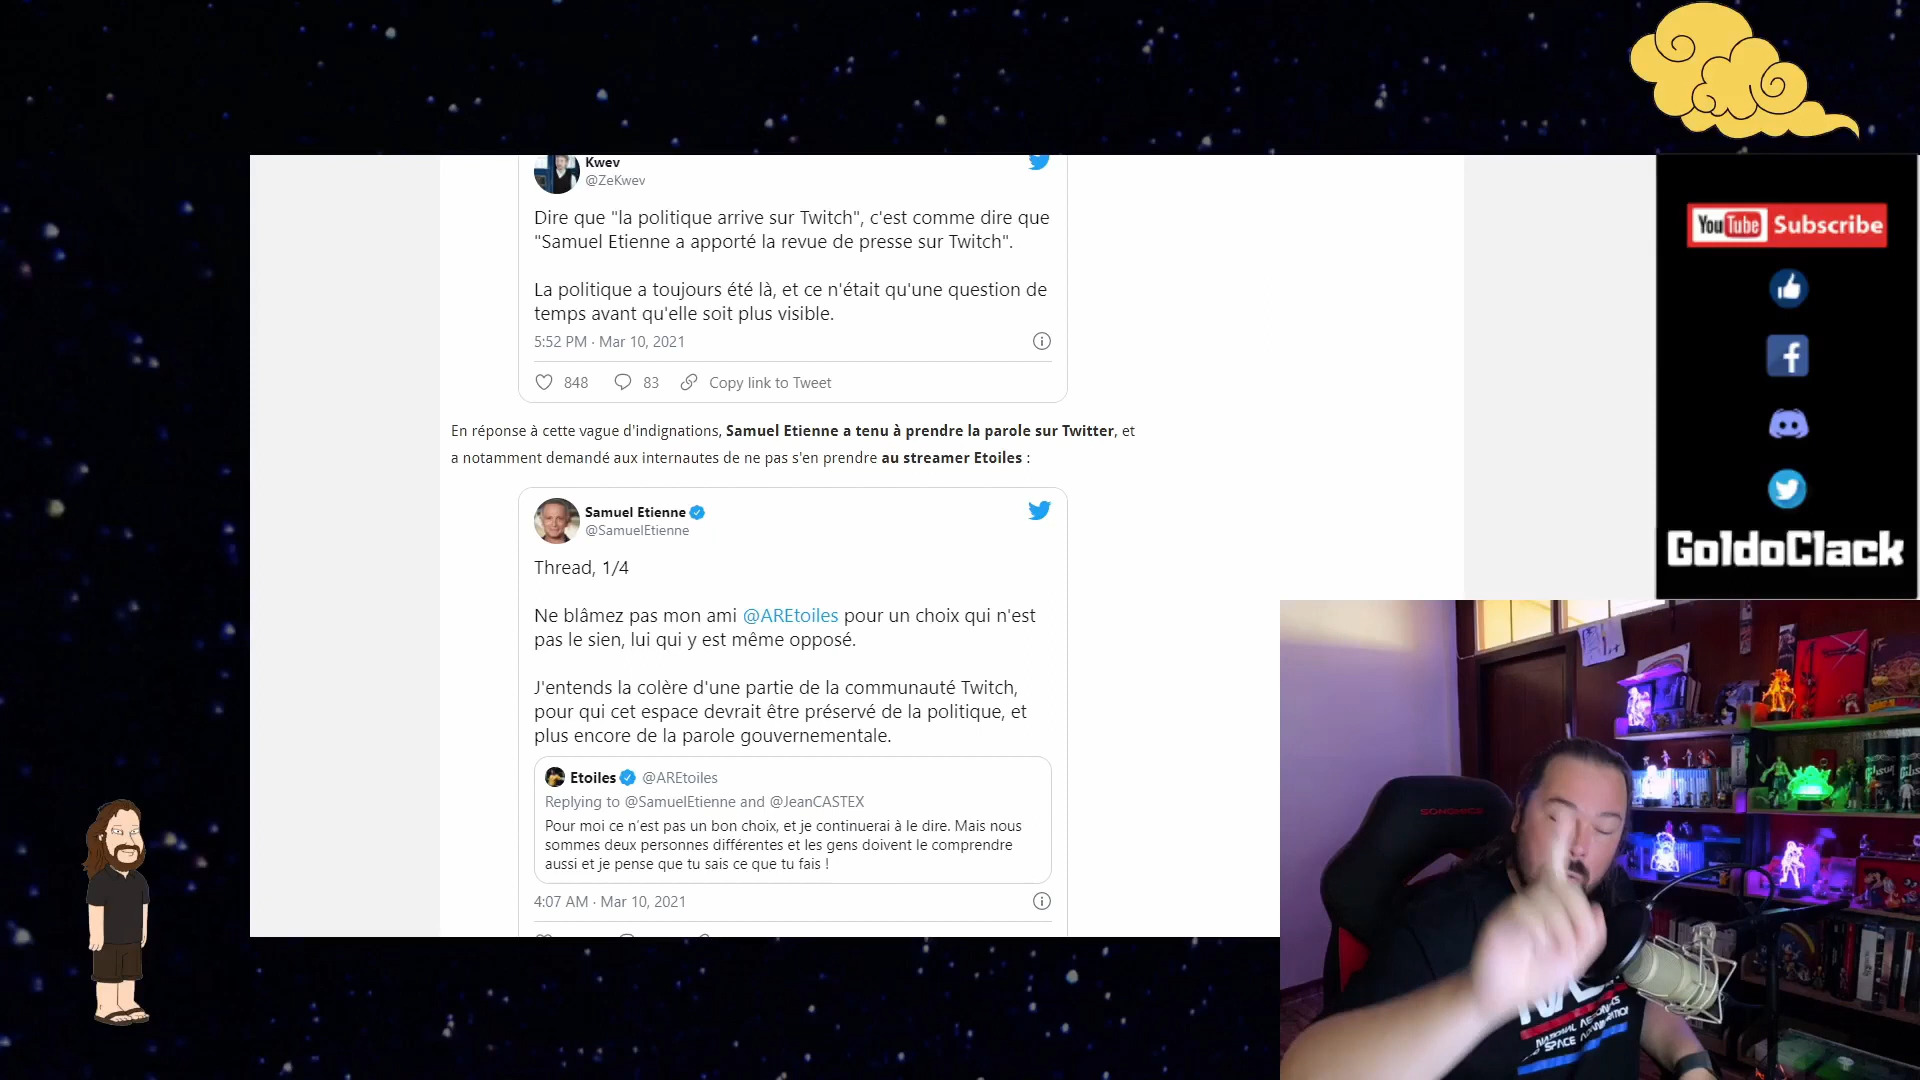 Kwev
@ZeKwev
Dire que "la politique arrive sur Twitch", c'est comme dire que
"Samuel Etienne a apporté la revue de presse sur Twitch".
La politique a toujours été là, et ce n'était qu'une question de
temps avant qu'elle soit plus visible.
5:52 PM · Mar 10, 2021
848 83 Copy link to Tweet
En réponse à cette vague d'indignations, Samuel Etienne a tenu à prendre la parole sur Twitter, et
a notamment demandé aux internautes de ne pas s'en prendre au streamer Etoiles :
Samuel Etienne
@SamuelEtienne
Thread, 1/4
Ne blâmez pas mon ami @AREtoiles pour un choix qui n'est
pas le sien, lui qui y est même opposé.
J'entends la colère d'une partie de la communauté Twitch,
pour qui cet espace devrait être préservé de la politique, et
plus encore de la parole gouvernementale.
Etoiles @AREtoiles
Replying to @SamuelEtienne and @JeanCASTEX
Pour moi ce n'est pas un bon choix, et je continuerai à le dire. Mais nous
sommes deux personnes différentes et les gens doivent le comprendre
aussi et je pense que tu sais ce que tu fais !
4:07 AM · Mar 10, 2021
YouTube Subscribe
GoldoClack
SONGMICS